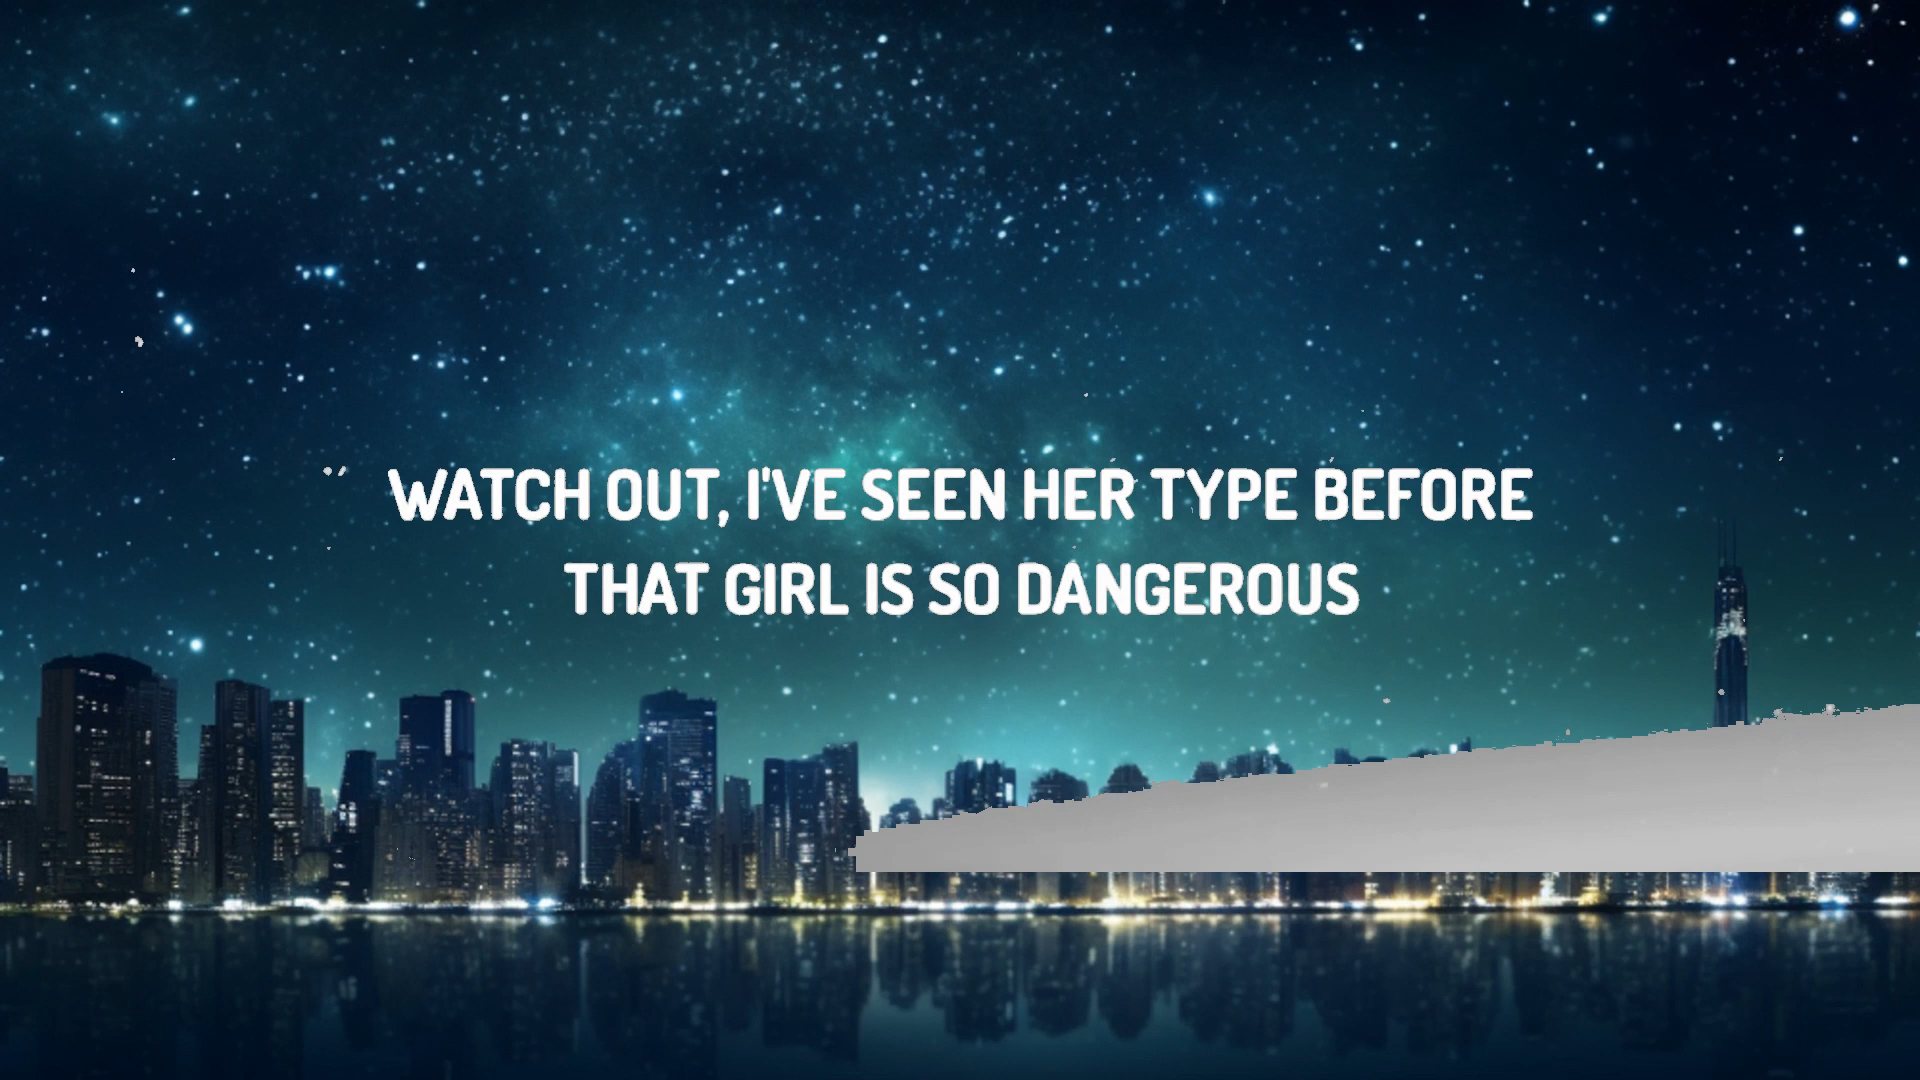 WATCH OUT, I'VE SEEN HER TYPE BEFORE
THAT GIRL IS SO DANGEROUS